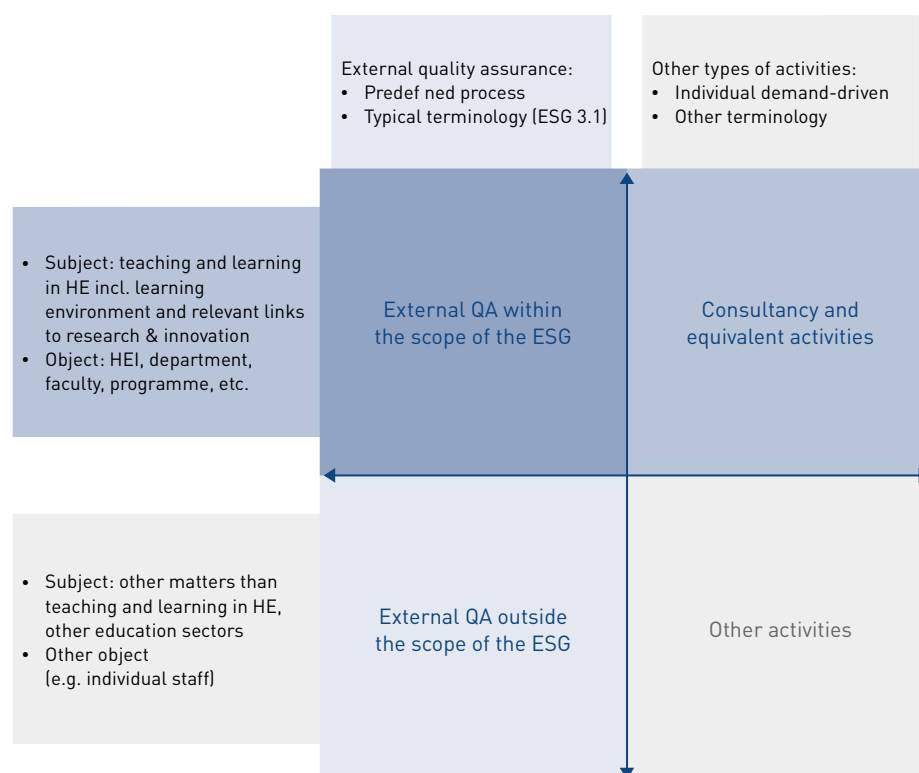 External quality assurance:
• Predef ned process
• Typical terminology (ESG 3.1)
Other types of activities:
• Individual demand-driven
• Other terminology
• Subject: teaching and learning
in HE incl. learning
environment and relevant links
to research & innovation
• Object: HEI, department,
faculty, programme, etc.
External QA within
the scope of the ESG
Consultancy and
equivalent activities
• Subject: other matters than
teaching and learning in HE,
other education sectors
• Other object
(e.g. individual staff)
External QA outside
the scope of the ESG
Other activities